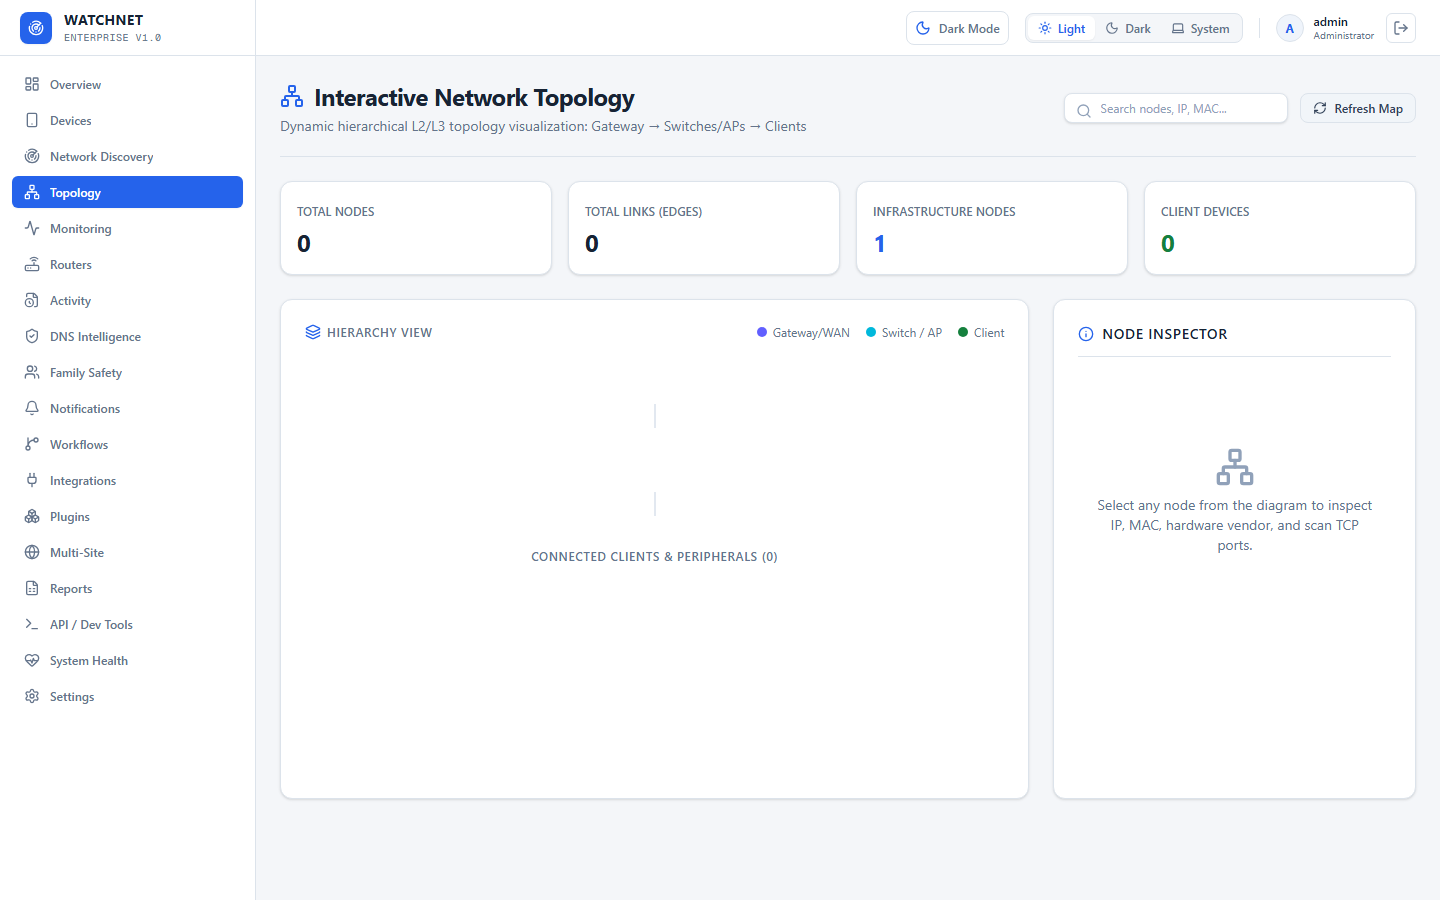 WATCHNET
ENTERPRISE V1.0
Dark Mode
Light
Dark
System
A
admin
Administrator
Overview
Devices
Network Discovery
Topology
Monitoring
Routers
Activity
DNS Intelligence
Family Safety
Notifications
Workflows
Integrations
Plugins
Multi-Site
Reports
API / Dev Tools
System Health
Settings
Interactive Network Topology
Dynamic hierarchical L2/L3 topology visualization: Gateway → Switches/APs → Clients
Search nodes, IP, MAC...
Refresh Map
TOTAL NODES
0
TOTAL LINKS (EDGES)
0
INFRASTRUCTURE NODES
1
CLIENT DEVICES
0
HIERARCHY VIEW
Gateway/WAN
Switch / AP
Client
CONNECTED CLIENTS & PERIPHERALS (0)
NODE INSPECTOR
Select any node from the diagram to inspect
IP, MAC, hardware vendor, and scan TCP
ports.